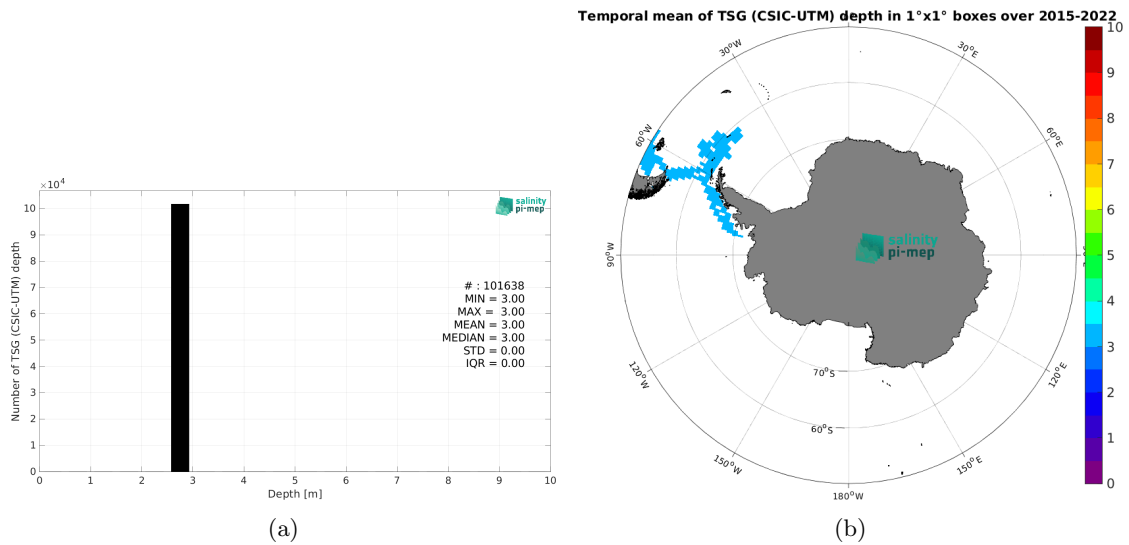 Temporal mean of TSG (CSIC-UTM) depth in 1°x1° boxes over 2015-2022
×10⁴
10
9
8
7
6
5
4
3
2
1
0
Number of TSG (CSIC-UTM) depth
0 1 2 3 4 5 6 7 8 9 10
Depth [m]
salinity
pi-mep
# : 101638
MIN = 3.00
MAX = 3.00
MEAN = 3.00
MEDIAN = 3.00
STD = 0.00
IQR = 0.00
(a)
30°W
30°E
60°W
60°E
90°W
120°W
120°E
150°W
150°E
180°W
70°S
60°S
salinity
pi-mep
10
9
8
7
6
5
4
3
2
1
0
(b)